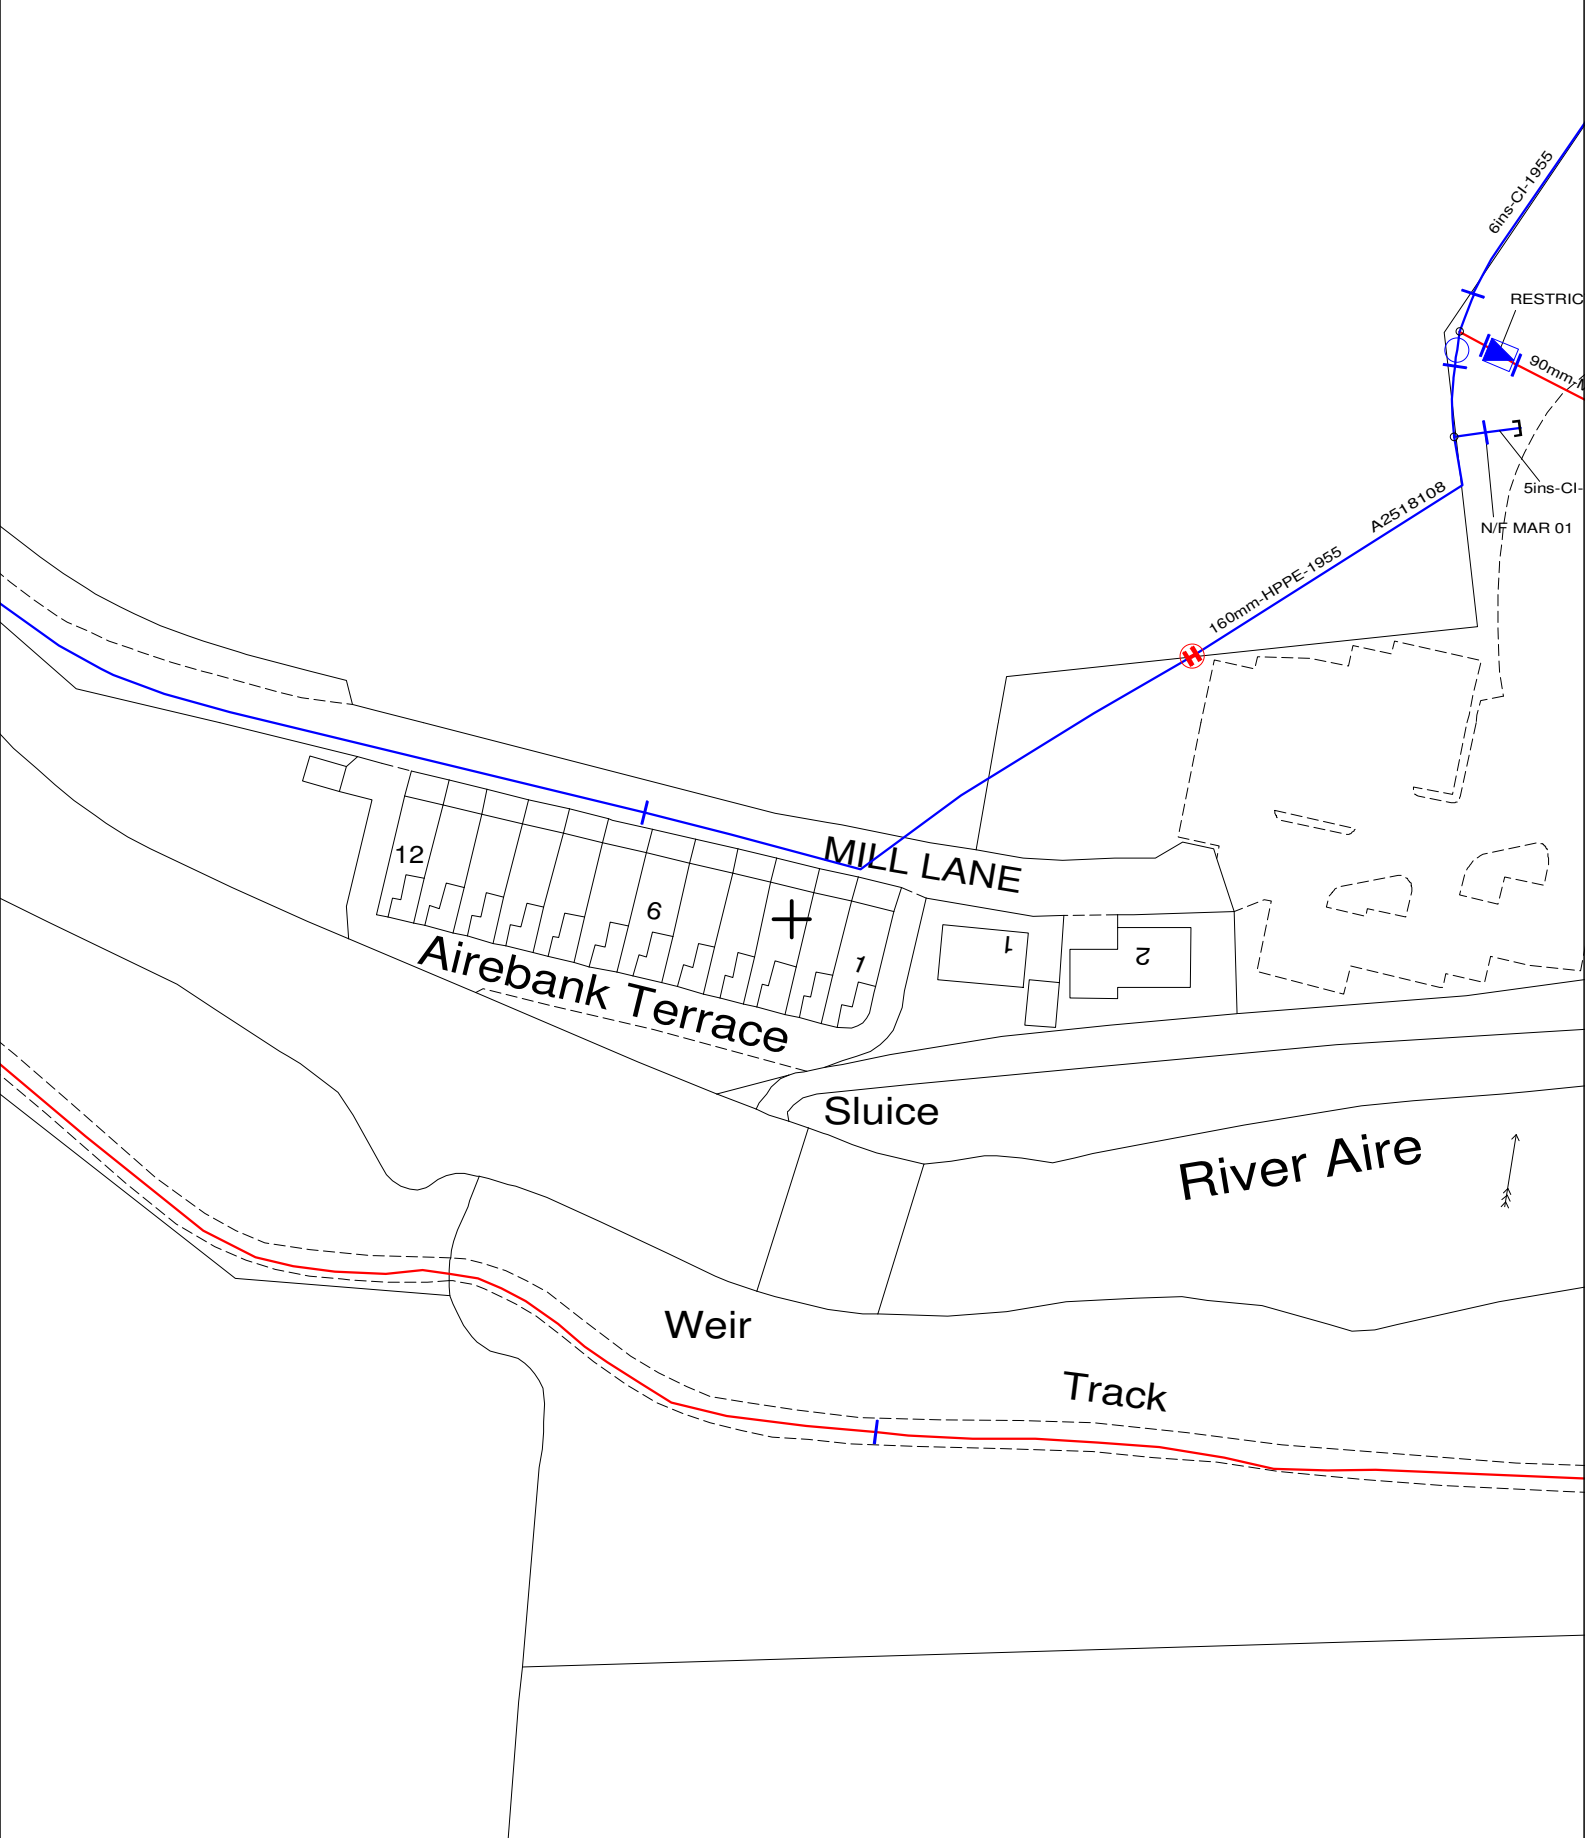 6ins-CI-1955
RESTRIC
90mm-M
5ins-CI-
A2518108
N/F MAR 01
160mm-HPPE-1955
H
MILL LANE
12
6
1
1
2
Airebank Terrace
Sluice
River Aire
Weir
Track